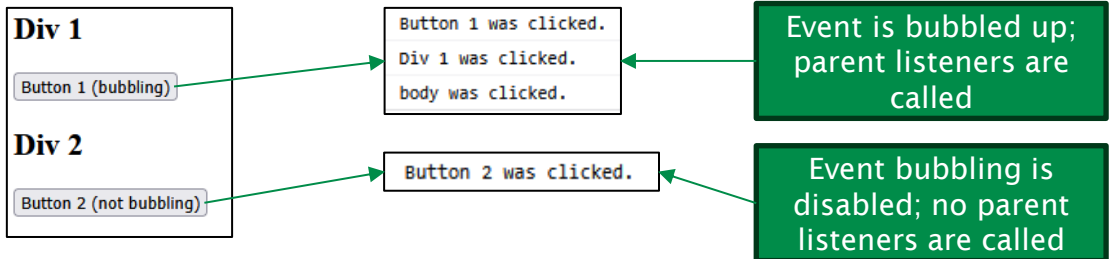 Div 1
Button 1 (bubbling)
Div 2
Button 2 (not bubbling)
Button 1 was clicked.
Div 1 was clicked.
body was clicked.
Button 2 was clicked.
Event is bubbled up;
parent listeners are
called
Event bubbling is
disabled; no parent
listeners are called